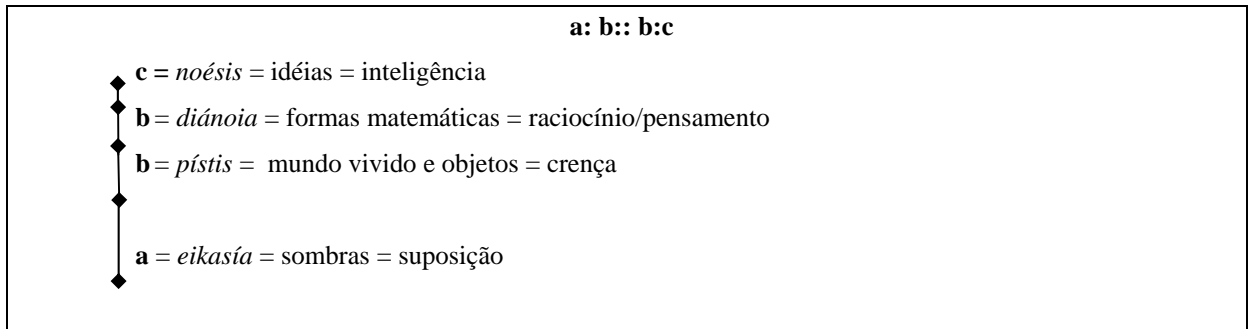 a: b:: b:c
c = noésis = idéias = inteligência
b = diánoia = formas matemáticas = raciocínio/pensamento
b = pístis = mundo vivido e objetos = crença
a = eikasía = sombras = suposição